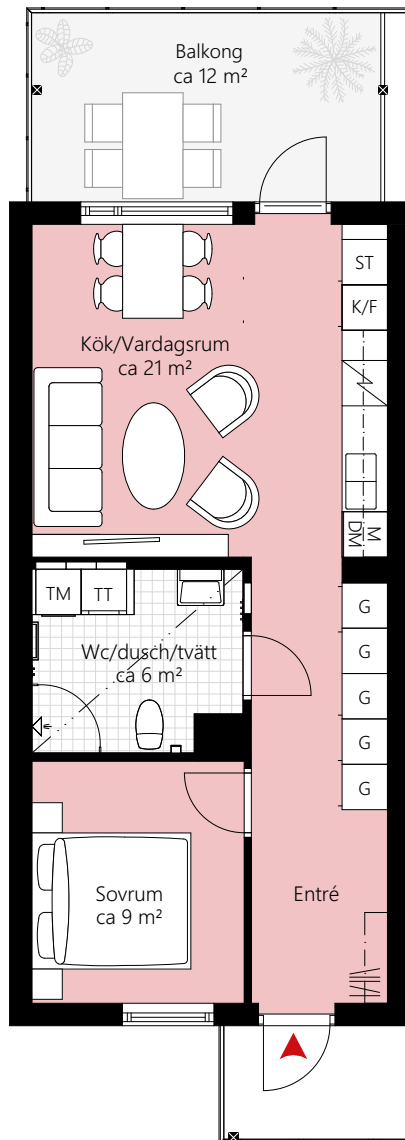 Balkong
ca 12 m²
ST
K/F
Kök/Vardagsrum
ca 21 m²
M
DM
TM
TT
G
Wc/dusch/tvätt
ca 6 m²
G
G
G
G
Sovrum
ca 9 m²
Entré